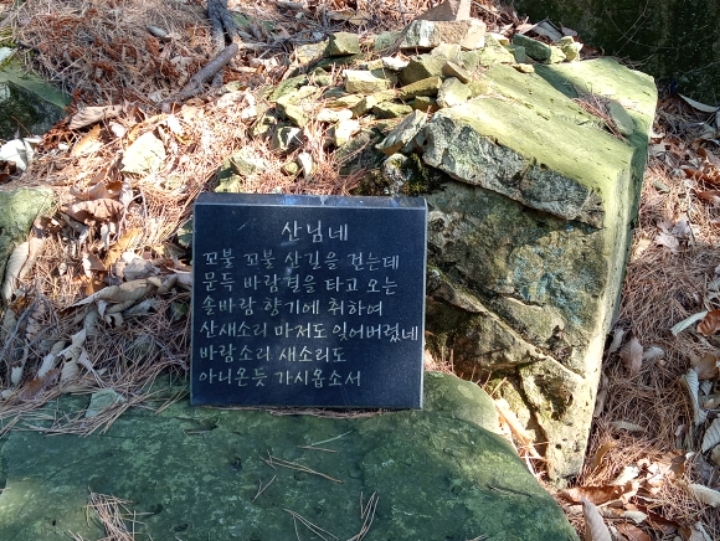 산님네
꼬불 꼬불 산길을 걷는데
문득 바람결을 타고 오는
솔바람 향기에 취하여
산새소리 마저도 잊어버렸네
바람소리 새소리도
아니온듯 가시옵소서